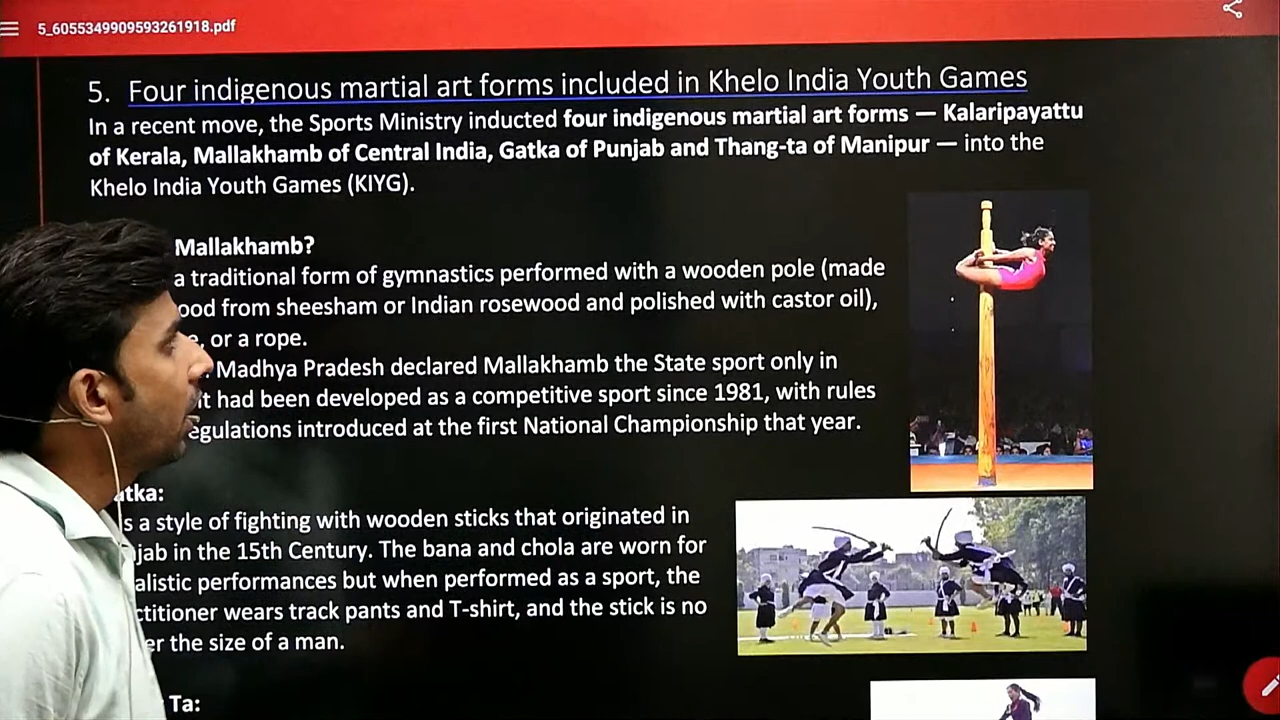 5_6055349909593261918.pdf
5. Four indigenous martial art forms included in Khelo India Youth Games
In a recent move, the Sports Ministry inducted four indigenous martial art forms — Kalaripayattu
of Kerala, Mallakhamb of Central India, Gatka of Punjab and Thang-ta of Manipur — into the
Khelo India Youth Games (KIYG).
Mallakhamb?
a traditional form of gymnastics performed with a wooden pole (made
ood from sheesham or Indian rosewood and polished with castor oil),
e, or a rope.
Madhya Pradesh declared Mallakhamb the State sport only in
it had been developed as a competitive sport since 1981, with rules
egulations introduced at the first National Championship that year.
atka:
s a style of fighting with wooden sticks that originated in
jab in the 15th Century. The bana and chola are worn for
alistic performances but when performed as a sport, the
ctitioner wears track pants and T-shirt, and the stick is no
er the size of a man.
Ta: